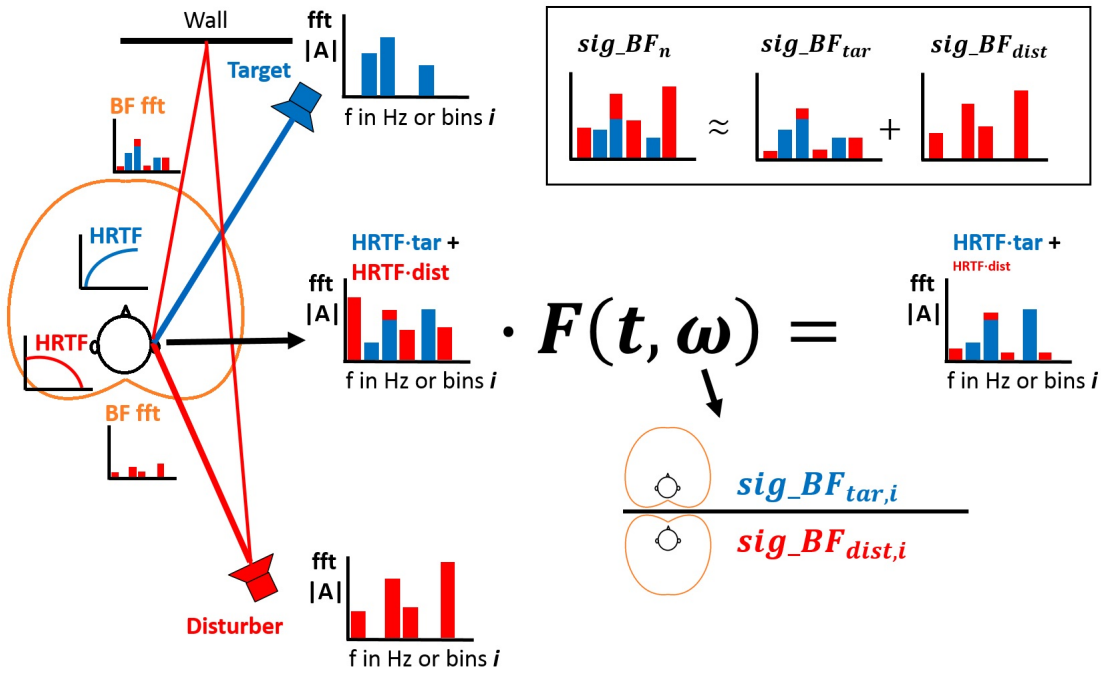 Wall
fft
|A|
Target
f in Hz or bins i
BF fft
sig_BF_n
≈
sig_BF_tar
+
sig_BF_dist
HRTF
HRTF
BF fft
HRTF·tar +
HRTF·dist
fft
|A|
f in Hz or bins i
· F(t, ω) =
HRTF·tar +
HRTF·dist
fft
|A|
f in Hz or bins i
sig_BF_tar,i
sig_BF_dist,i
Disturber
fft
|A|
f in Hz or bins i